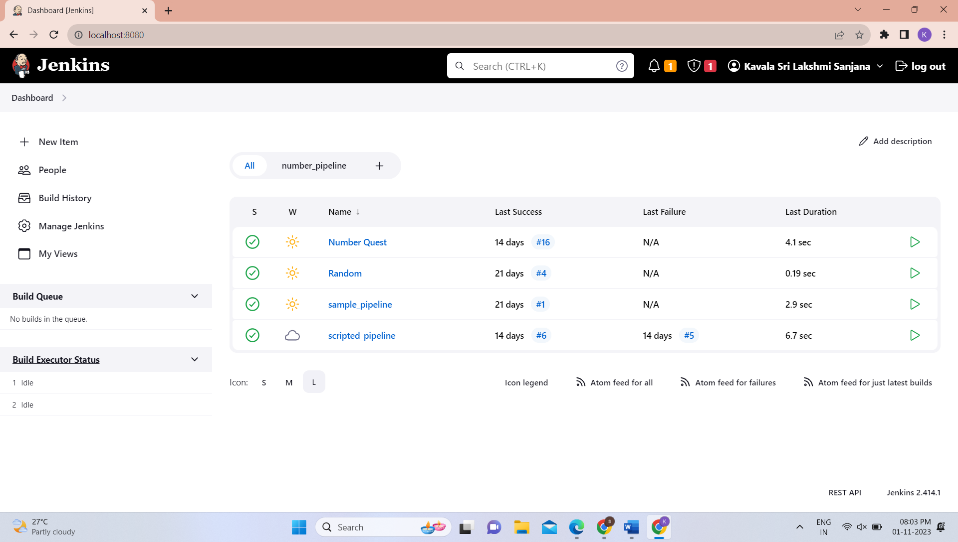 Dashboard [Jenkins]
localhost:8080
K
Jenkins
Search (CTRL+K)
1
1
Kavala Sri Lakshmi Sanjana
log out
Dashboard
New Item
People
Build History
Manage Jenkins
My Views
Build Queue
No builds in the queue.
Build Executor Status
1 Idle
2 Idle
Add description
All number_pipeline +
S W Name ↓ Last Success Last Failure Last Duration
Number Quest 14 days #16 N/A 4.1 sec
Random 21 days #4 N/A 0.19 sec
sample_pipeline 21 days #1 N/A 2.9 sec
scripted_pipeline 14 days #6 14 days #5 6.7 sec
Icon: S M L
Icon legend Atom feed for all Atom feed for failures Atom feed for just latest builds
REST API Jenkins 2.414.1
27°C
Partly cloudy
Search
ENG
IN
08:03 PM
01-11-2023